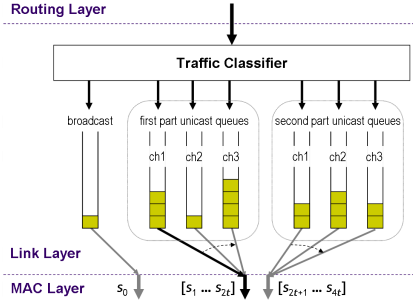 Routing Layer
Traffic Classifier
broadcast first part unicast queues second part unicast queues
ch1 ch2 ch3 ch1 ch2 ch3
Link Layer
MAC Layer s0 [s1 ... s2t] [s2t+1 ... s4t]